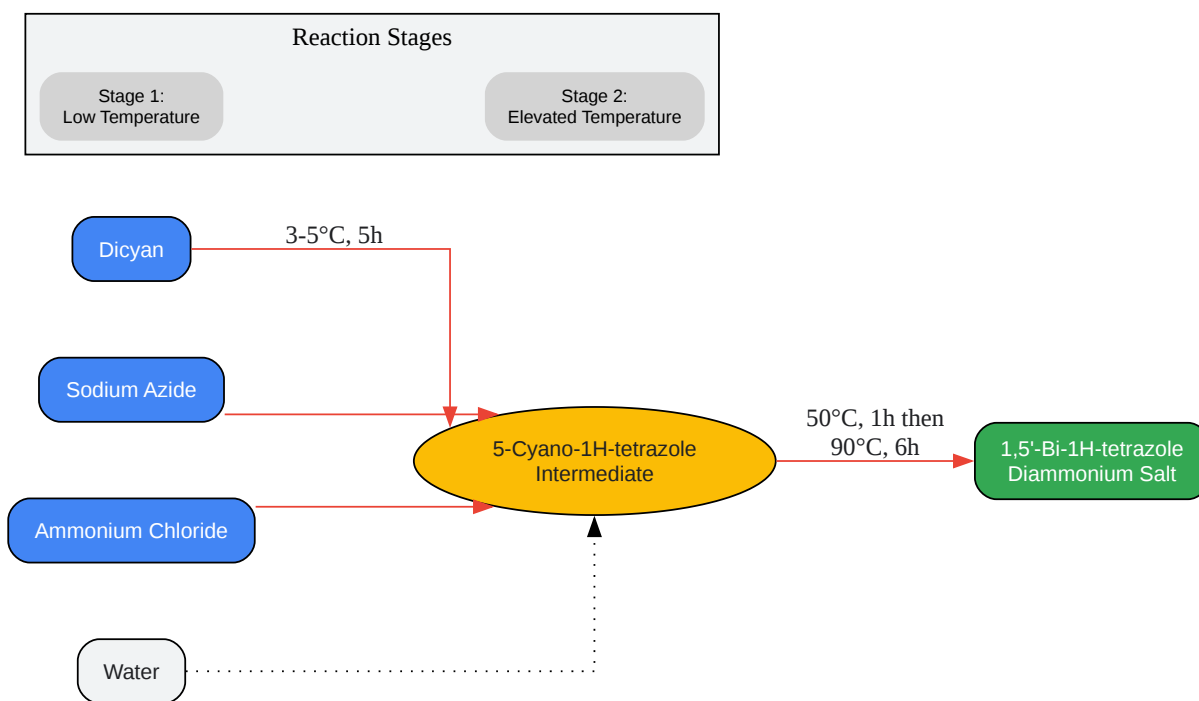 Reaction Stages
Stage 1:
Low Temperature
Stage 2:
Elevated Temperature
Dicyan
3-5°C, 5h
Sodium Azide
5-Cyano-1H-tetrazole
Intermediate
50°C, 1h then
90°C, 6h
1,5'-Bi-1H-tetrazole
Diammonium Salt
Ammonium Chloride
Water